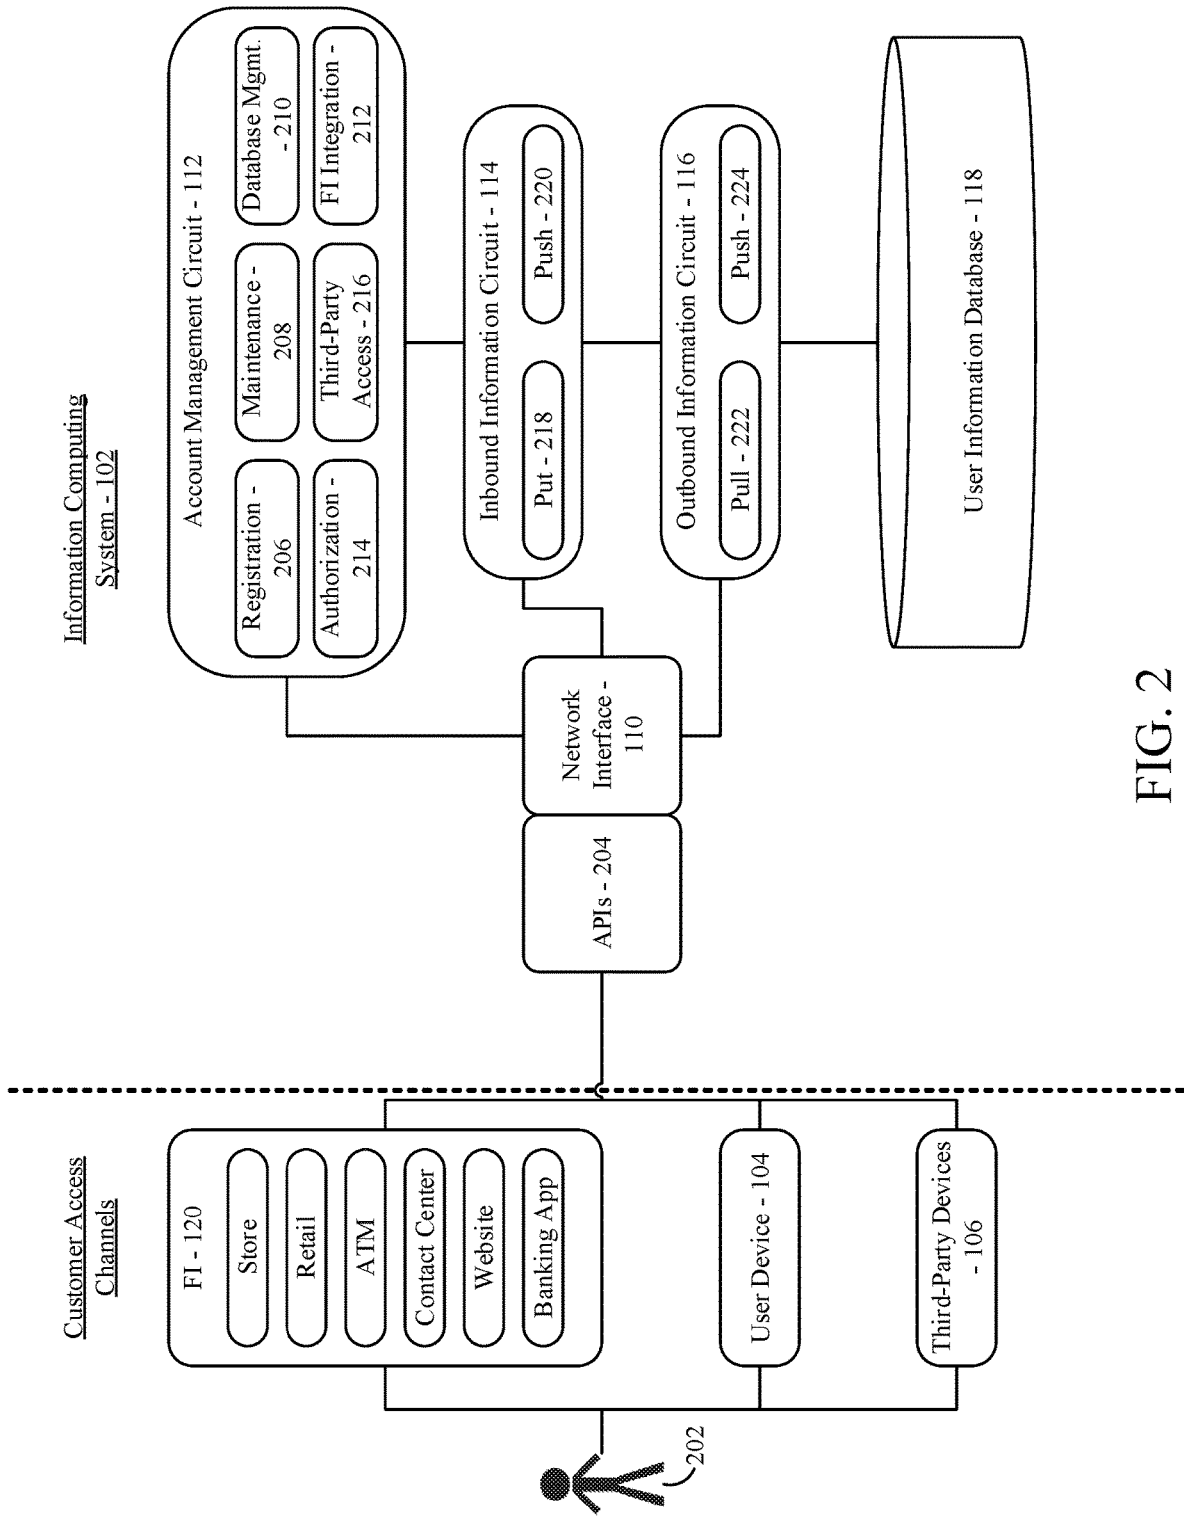 Customer Access
Channels
FI - 120
Store
Retail
ATM
Contact Center
Website
Banking App
User Device - 104
Third-Party Devices
- 106
202
APIs - 204
Network
Interface -
110
Information Computing
System - 102
Account Management Circuit - 112
Registration -
206
Maintenance -
208
Database Mgmt.
- 210
Authorization -
214
Third-Party
Access - 216
FI Integration -
212
Inbound Information Circuit - 114
Put - 218
Push - 220
Outbound Information Circuit - 116
Pull - 222
Push - 224
User Information Database - 118
FIG. 2